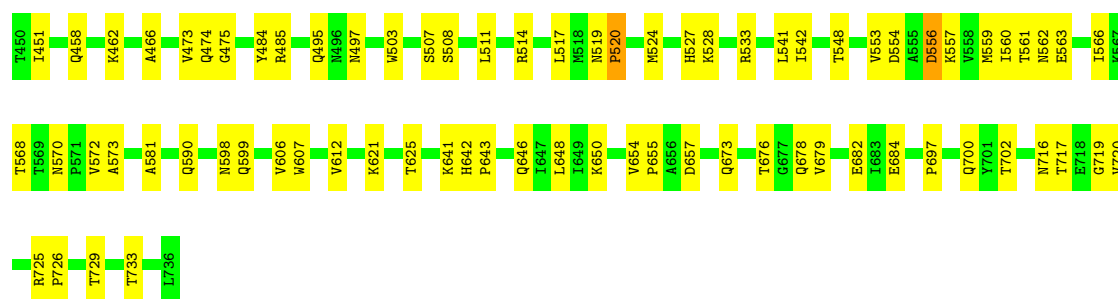 T450 I451 Q458 K462 A466 V473 Q474 G475 Y484 R485 Q495 N496 N497 W503 S507 S508 L511 R514 L517 M518 N519 P520 M524 H527 K528 R533 L541 I542 T548 V553 D554 A555 D556 K557 V558 M559 I560 T561 N562 E563 I566 K567
T568 T569 N570 P571 V572 A573 A581 Q590 N598 Q599 V606 W607 V612 K621 T625 K641 H642 P643 Q646 I647 L648 I649 K650 V654 P655 A656 D657 Q673 T676 G677 Q678 V679 E682 I683 E684 P697 Q700 Y701 T702 N716 T717 E718 G719 V720
R725 P726 T729 T733 L736